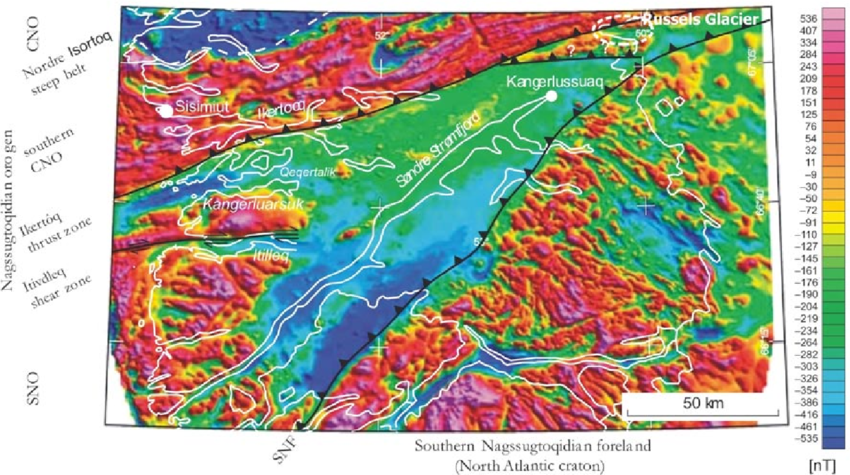 CNO
Nordre Isortoq
steep belt
southern
CNO
Nagssugtoqidian orogen
Ikertôq
thrust zone
Itivdleq
shear zone
SNO
SNF
Southern Nagssugtoqidian foreland
(North Atlantic craton)
Russels Glacier
52°
50°
?
Kangerlussuaq
Sisimiut
Ikertooq
Søndre Strømfjord
Qeqertalik
Kangerluarsuk
Itilleq
50 km
536
407
334
284
243
209
178
151
125
76
54
32
11
-9
-30
-50
-72
-91
-110
-127
-145
-161
-176
-190
-204
-219
-234
-264
-282
-303
-326
-354
-386
-416
-461
-535
[nT]